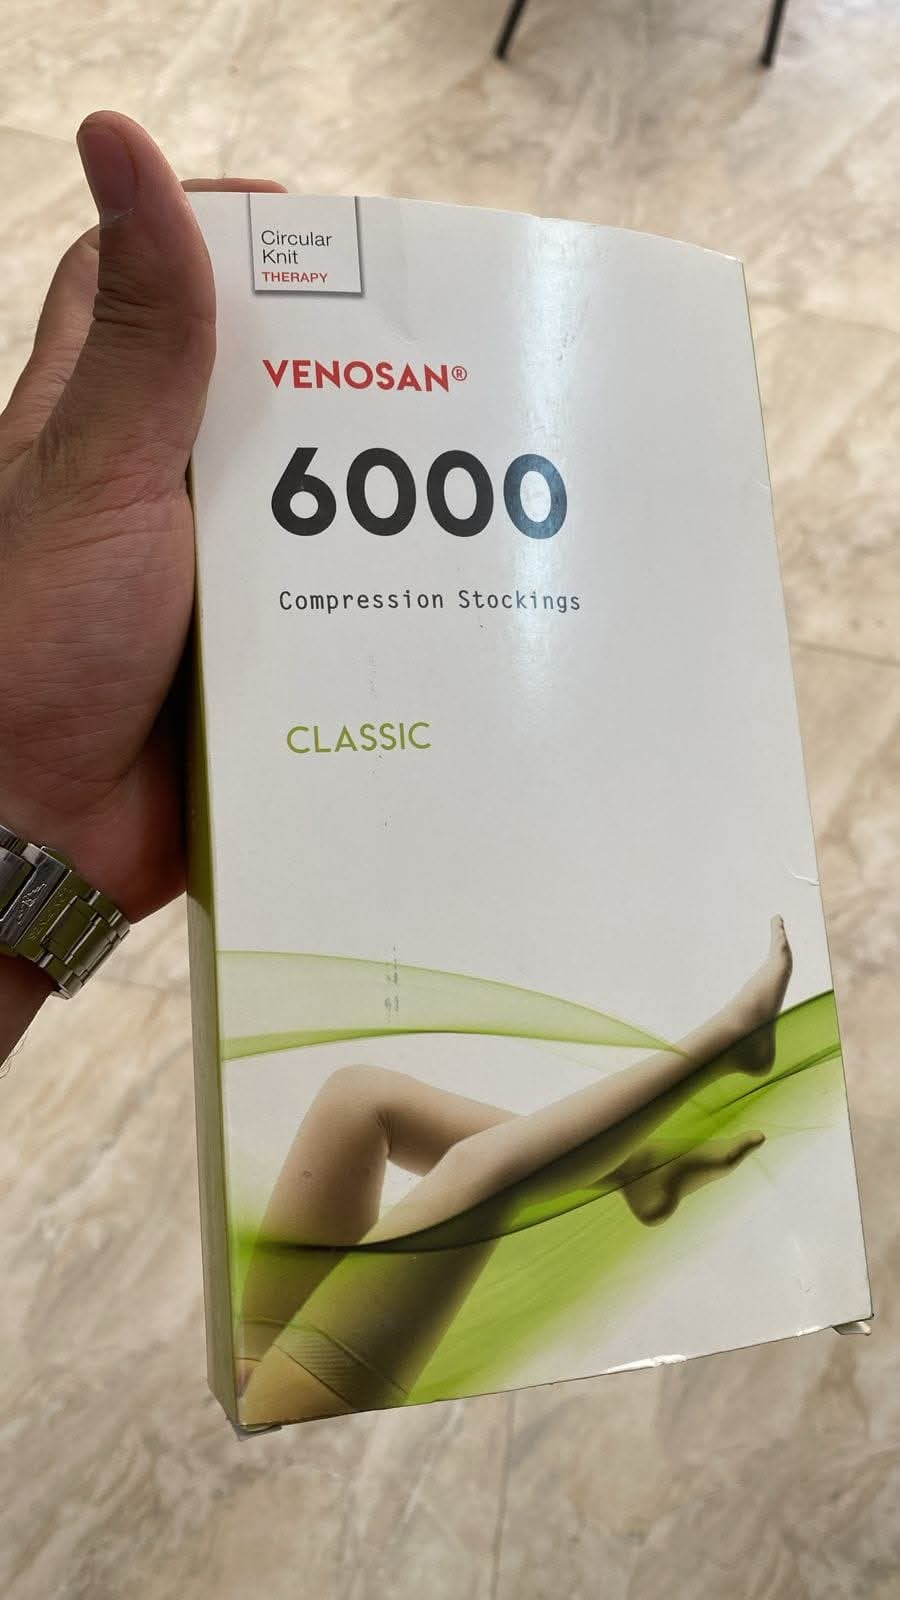 Circular
Knit
THERAPY
VENOSAN®
6000
Compression Stockings
CLASSIC